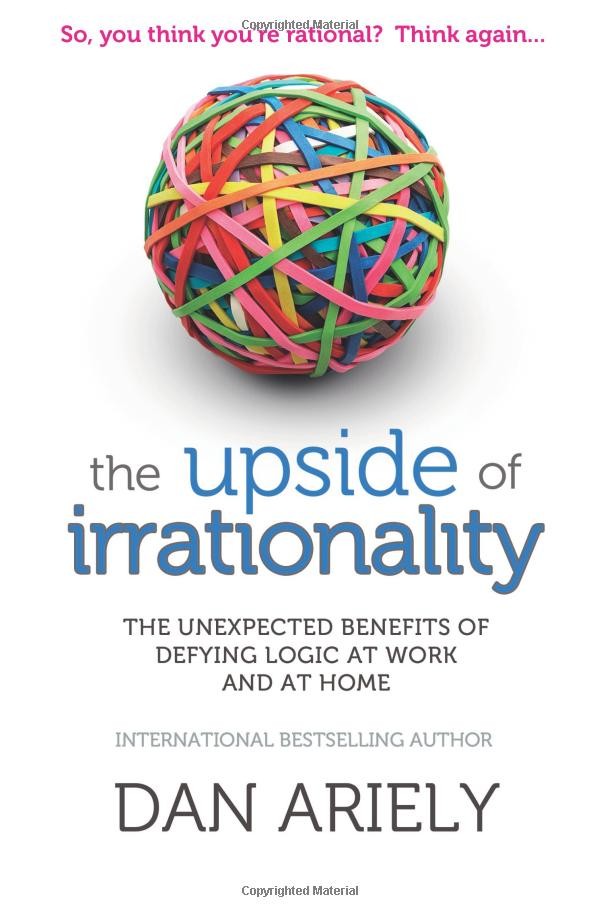 Copyrighted Material
So, you think you're rational? Think again...
the upside of
irrationality
THE UNEXPECTED BENEFITS OF
DEFYING LOGIC AT WORK
AND AT HOME
INTERNATIONAL BESTSELLING AUTHOR
DAN ARIELY
Copyrighted Material